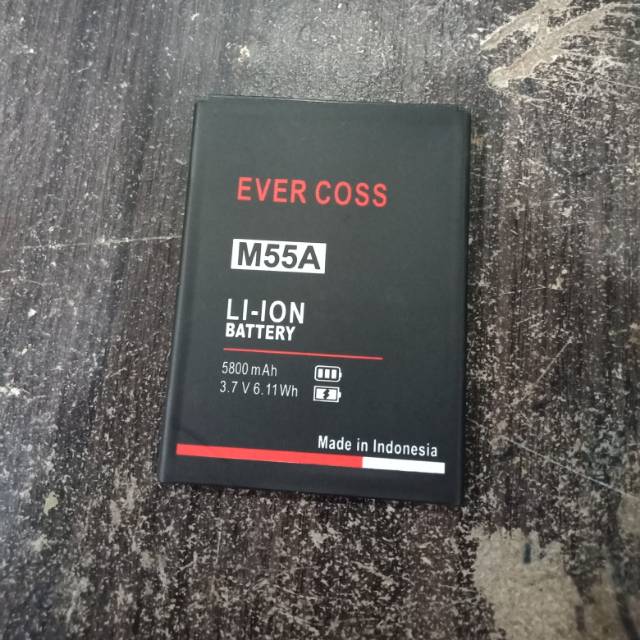 EVER COSS
M55A
LI-ION
BATTERY
5800 mAh
3.7 V 6.11Wh
Made in Indonesia